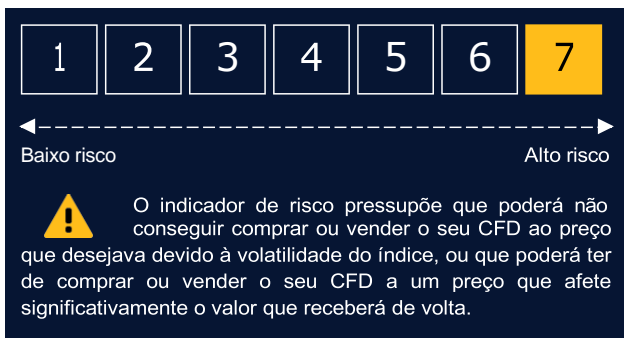 1 2 3 4 5 6 7
Baixo risco Alto risco
O indicador de risco pressupõe que poderá não
conseguir comprar ou vender o seu CFD ao preço
que desejava devido à volatilidade do índice, ou que poderá ter
de comprar ou vender o seu CFD a um preço que afete
significativamente o valor que receberá de volta.